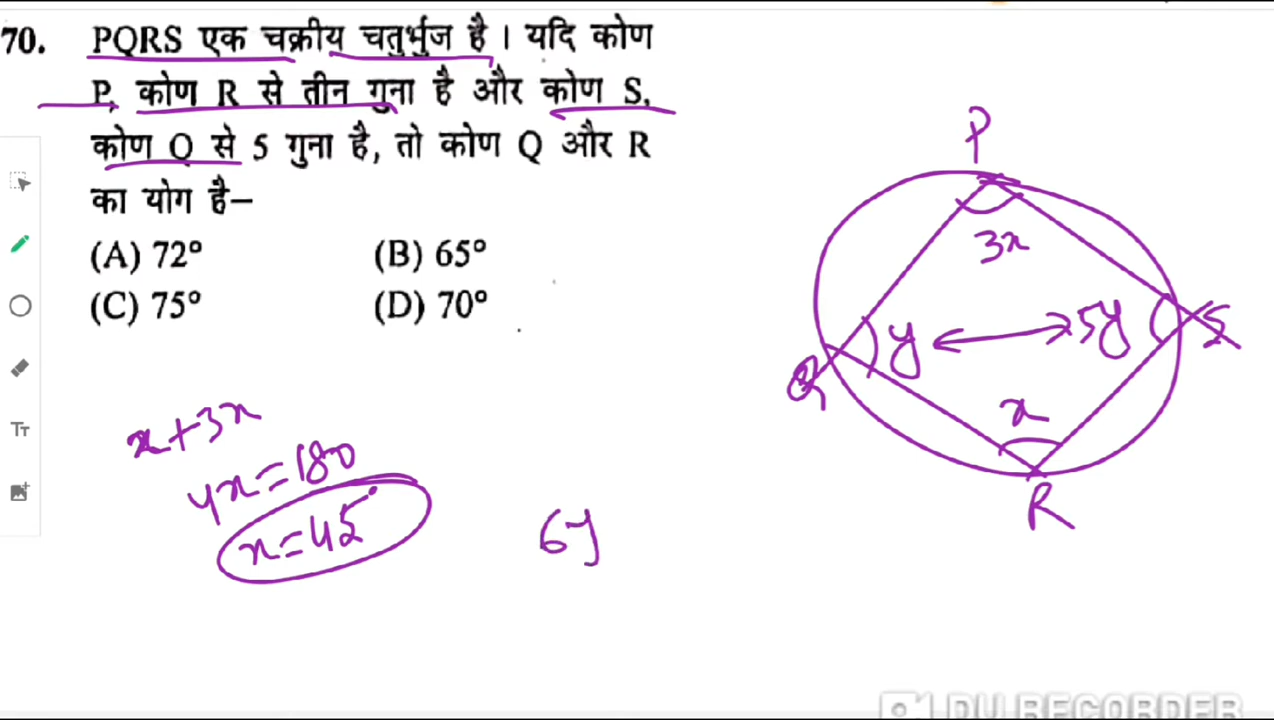 70. PQRS एक चक्रीय चतुर्भुज है। यदि कोण
P, कोण R से तीन गुना है और कोण S,
कोण Q से 5 गुना है, तो कोण Q और R
का योग है–
(A) 72° (B) 65°
(C) 75° (D) 70°
P
3x
y 5y S
Q
x
R
x+3x
4x=180
x=45°
6y
TT
DU RECORDER